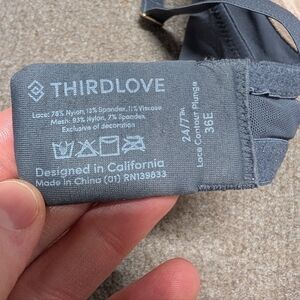 THIRDLOVE
Lace: 76% Nylon, 13% Spandex, 11% Viscose
Mesh: 93% Nylon, 7% Spandex
Exclusive of decoration
Designed in California
Made in China (01) RN139833
24/7™
Lace Contour Plunge
36E